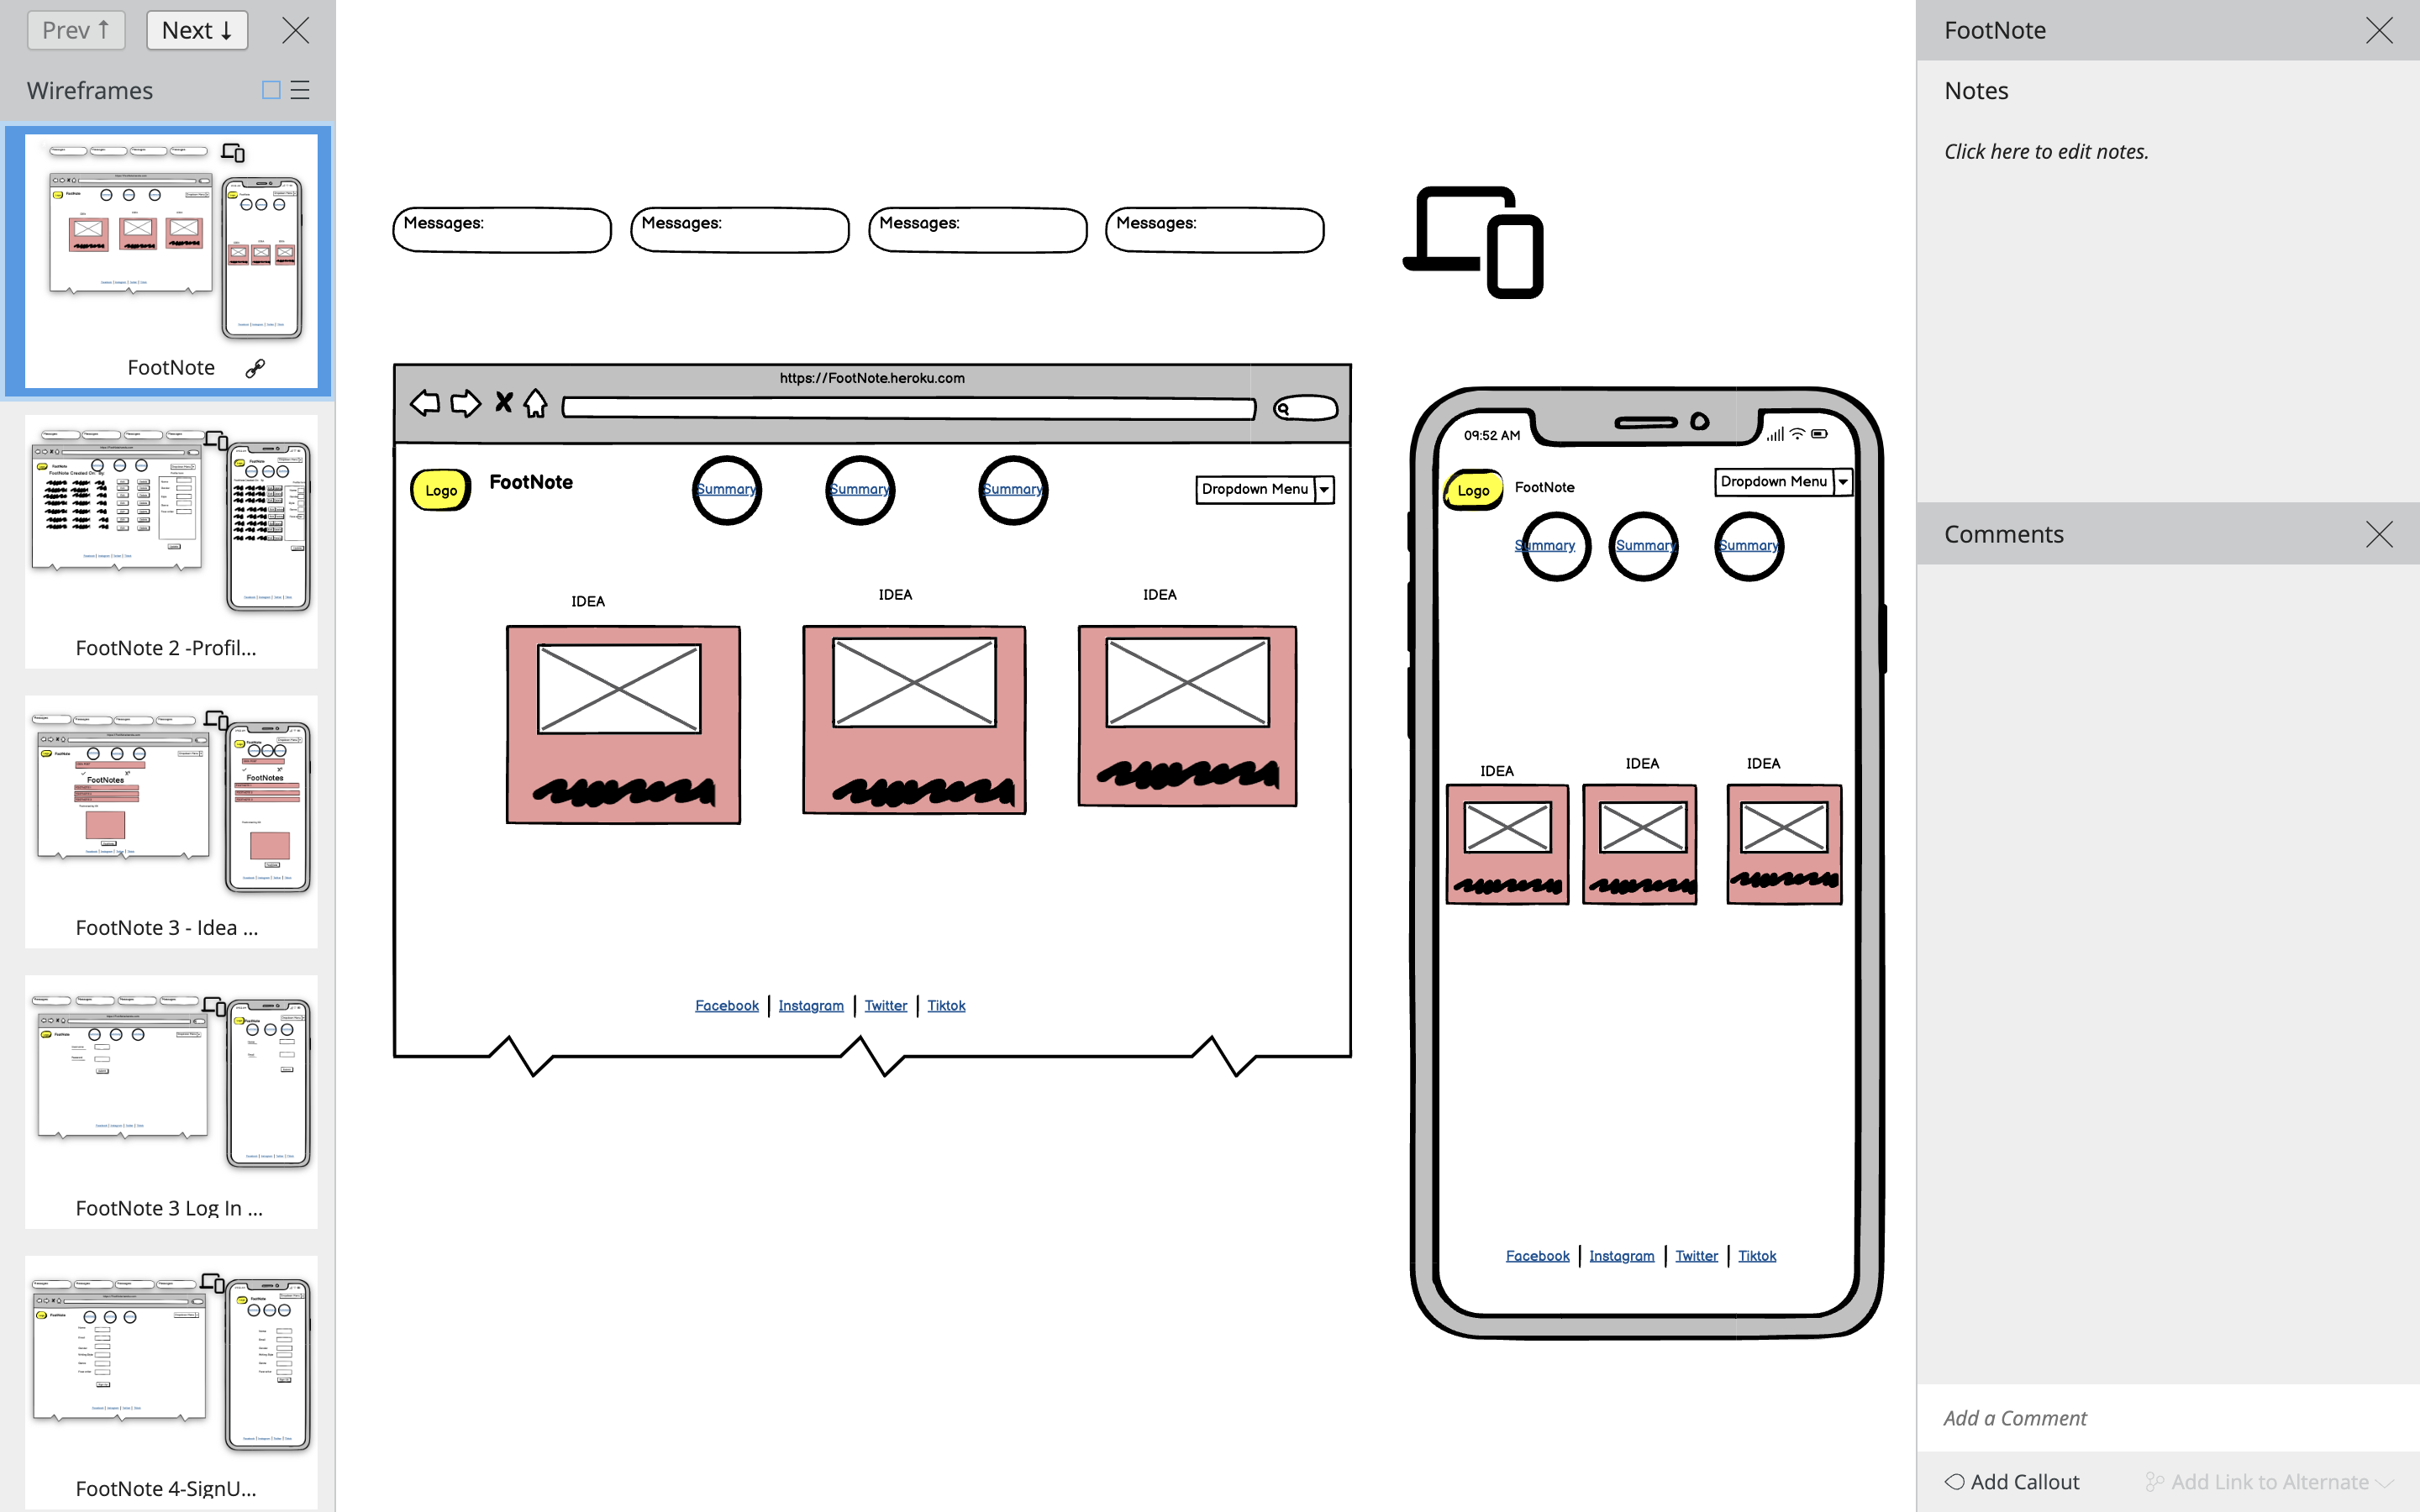 Prev ↑ Next ↓
Wireframes
FootNote
FootNote 2 -Profil...
FootNote 3 - Idea ...
FootNote 3 Log In ...
FootNote 4-SignU...
Messages: Messages: Messages: Messages:
https://FootNote.heroku.com
Logo FootNote Summary Summary Summary Dropdown Menu
IDEA IDEA IDEA
Facebook Instagram Twitter Tiktok
09:52 AM
Logo FootNote Dropdown Menu
Summary Summary Summary
IDEA IDEA IDEA
Facebook Instagram Twitter Tiktok
FootNote
Notes
Click here to edit notes.
Comments
Add a Comment
Add Callout Add Link to Alternate